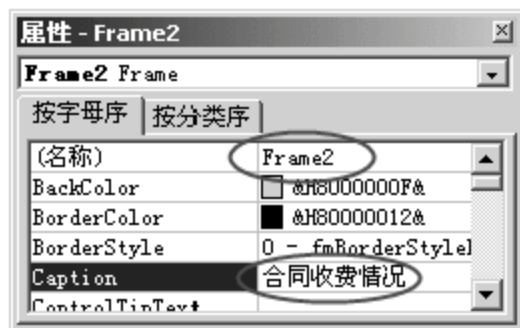 属性 - Frame2
Frame2 Frame
按字母序 按分类序
(名称) Frame2
BackColor &H8000000F&
BorderColor &H80000012&
BorderStyle 0 - fmBorderStyle
Caption 合同收费情况
ControlTipText